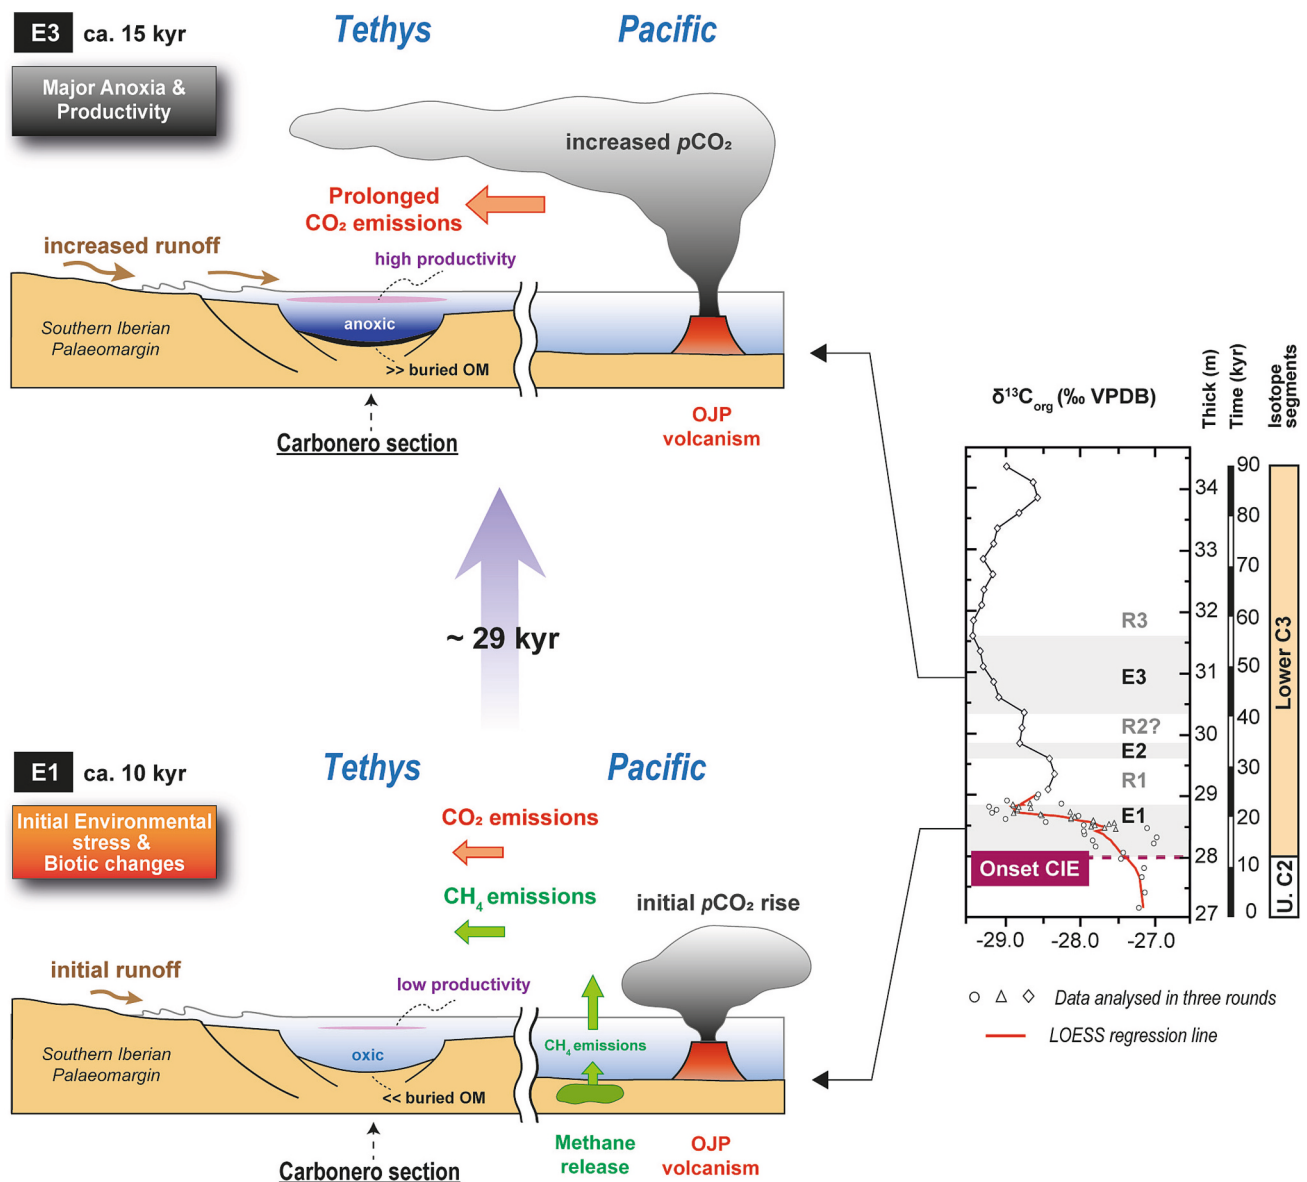 E3 ca. 15 kyr
Tethys
Pacific
Major Anoxia &
Productivity
increased pCO₂
Prolonged
CO₂ emissions
increased runoff
high productivity
Southern Iberian
Palaeomargin
anoxic
>> buried OM
Carbonero section
OJP
volcanism
~ 29 kyr
E1 ca. 10 kyr
Tethys
Pacific
Initial Environmental
stress &
Biotic changes
CO₂ emissions
CH₄ emissions
initial pCO₂ rise
initial runoff
low productivity
Southern Iberian
Palaeomargin
oxic
<< buried OM
CH₄ emissions
Carbonero section
Methane
release
OJP
volcanism
δ¹³C_org (‰ VPDB)
Thick (m)
Time (kyr)
Isotope
segments
34
33
32
31
30
29
28
27
90
80
70
60
50
40
30
20
10
0
R3
E3
R2?
E2
R1
E1
Onset CIE
Lower C3
U. C2
-29.0 -28.0 -27.0
Data analysed in three rounds
LOESS regression line